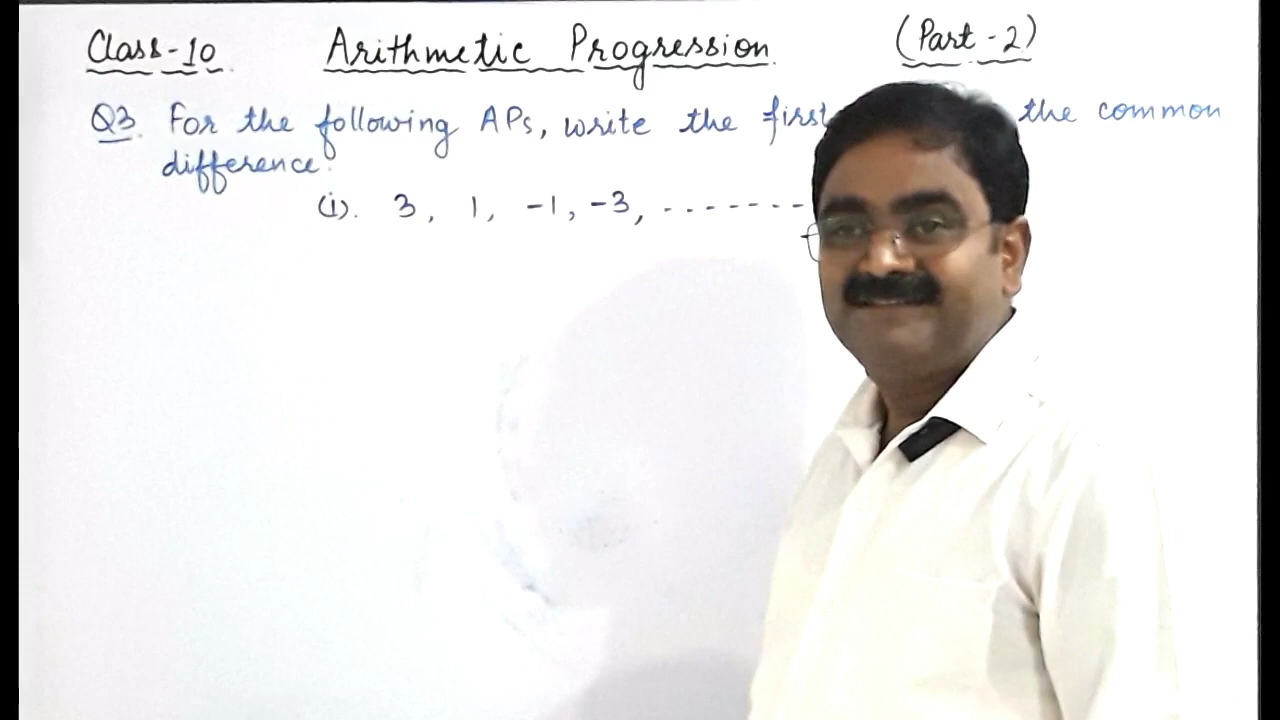 Class-10 Arithmetic Progression (Part-2)
Q3. For the following APs, write the first the common
difference.
(i). 3, 1, -1, -3, --------